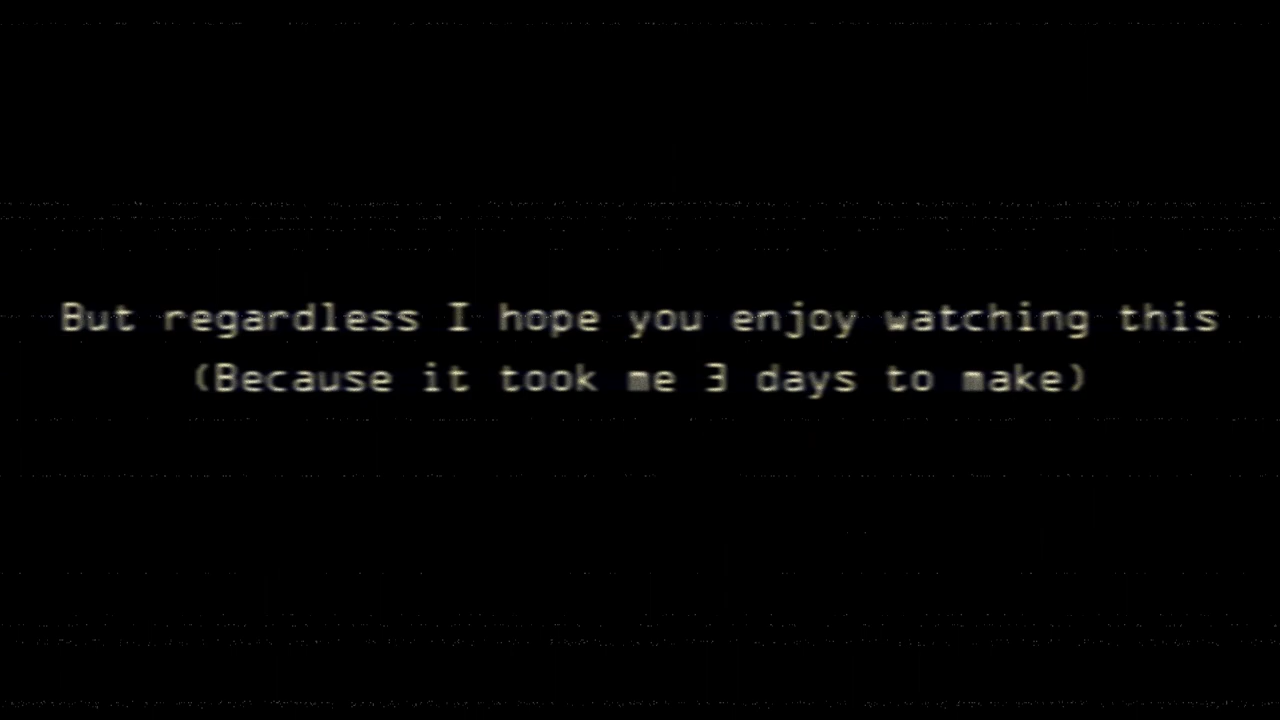 But regardless I hope you enjoy watching this
(Because it took me 3 days to make)